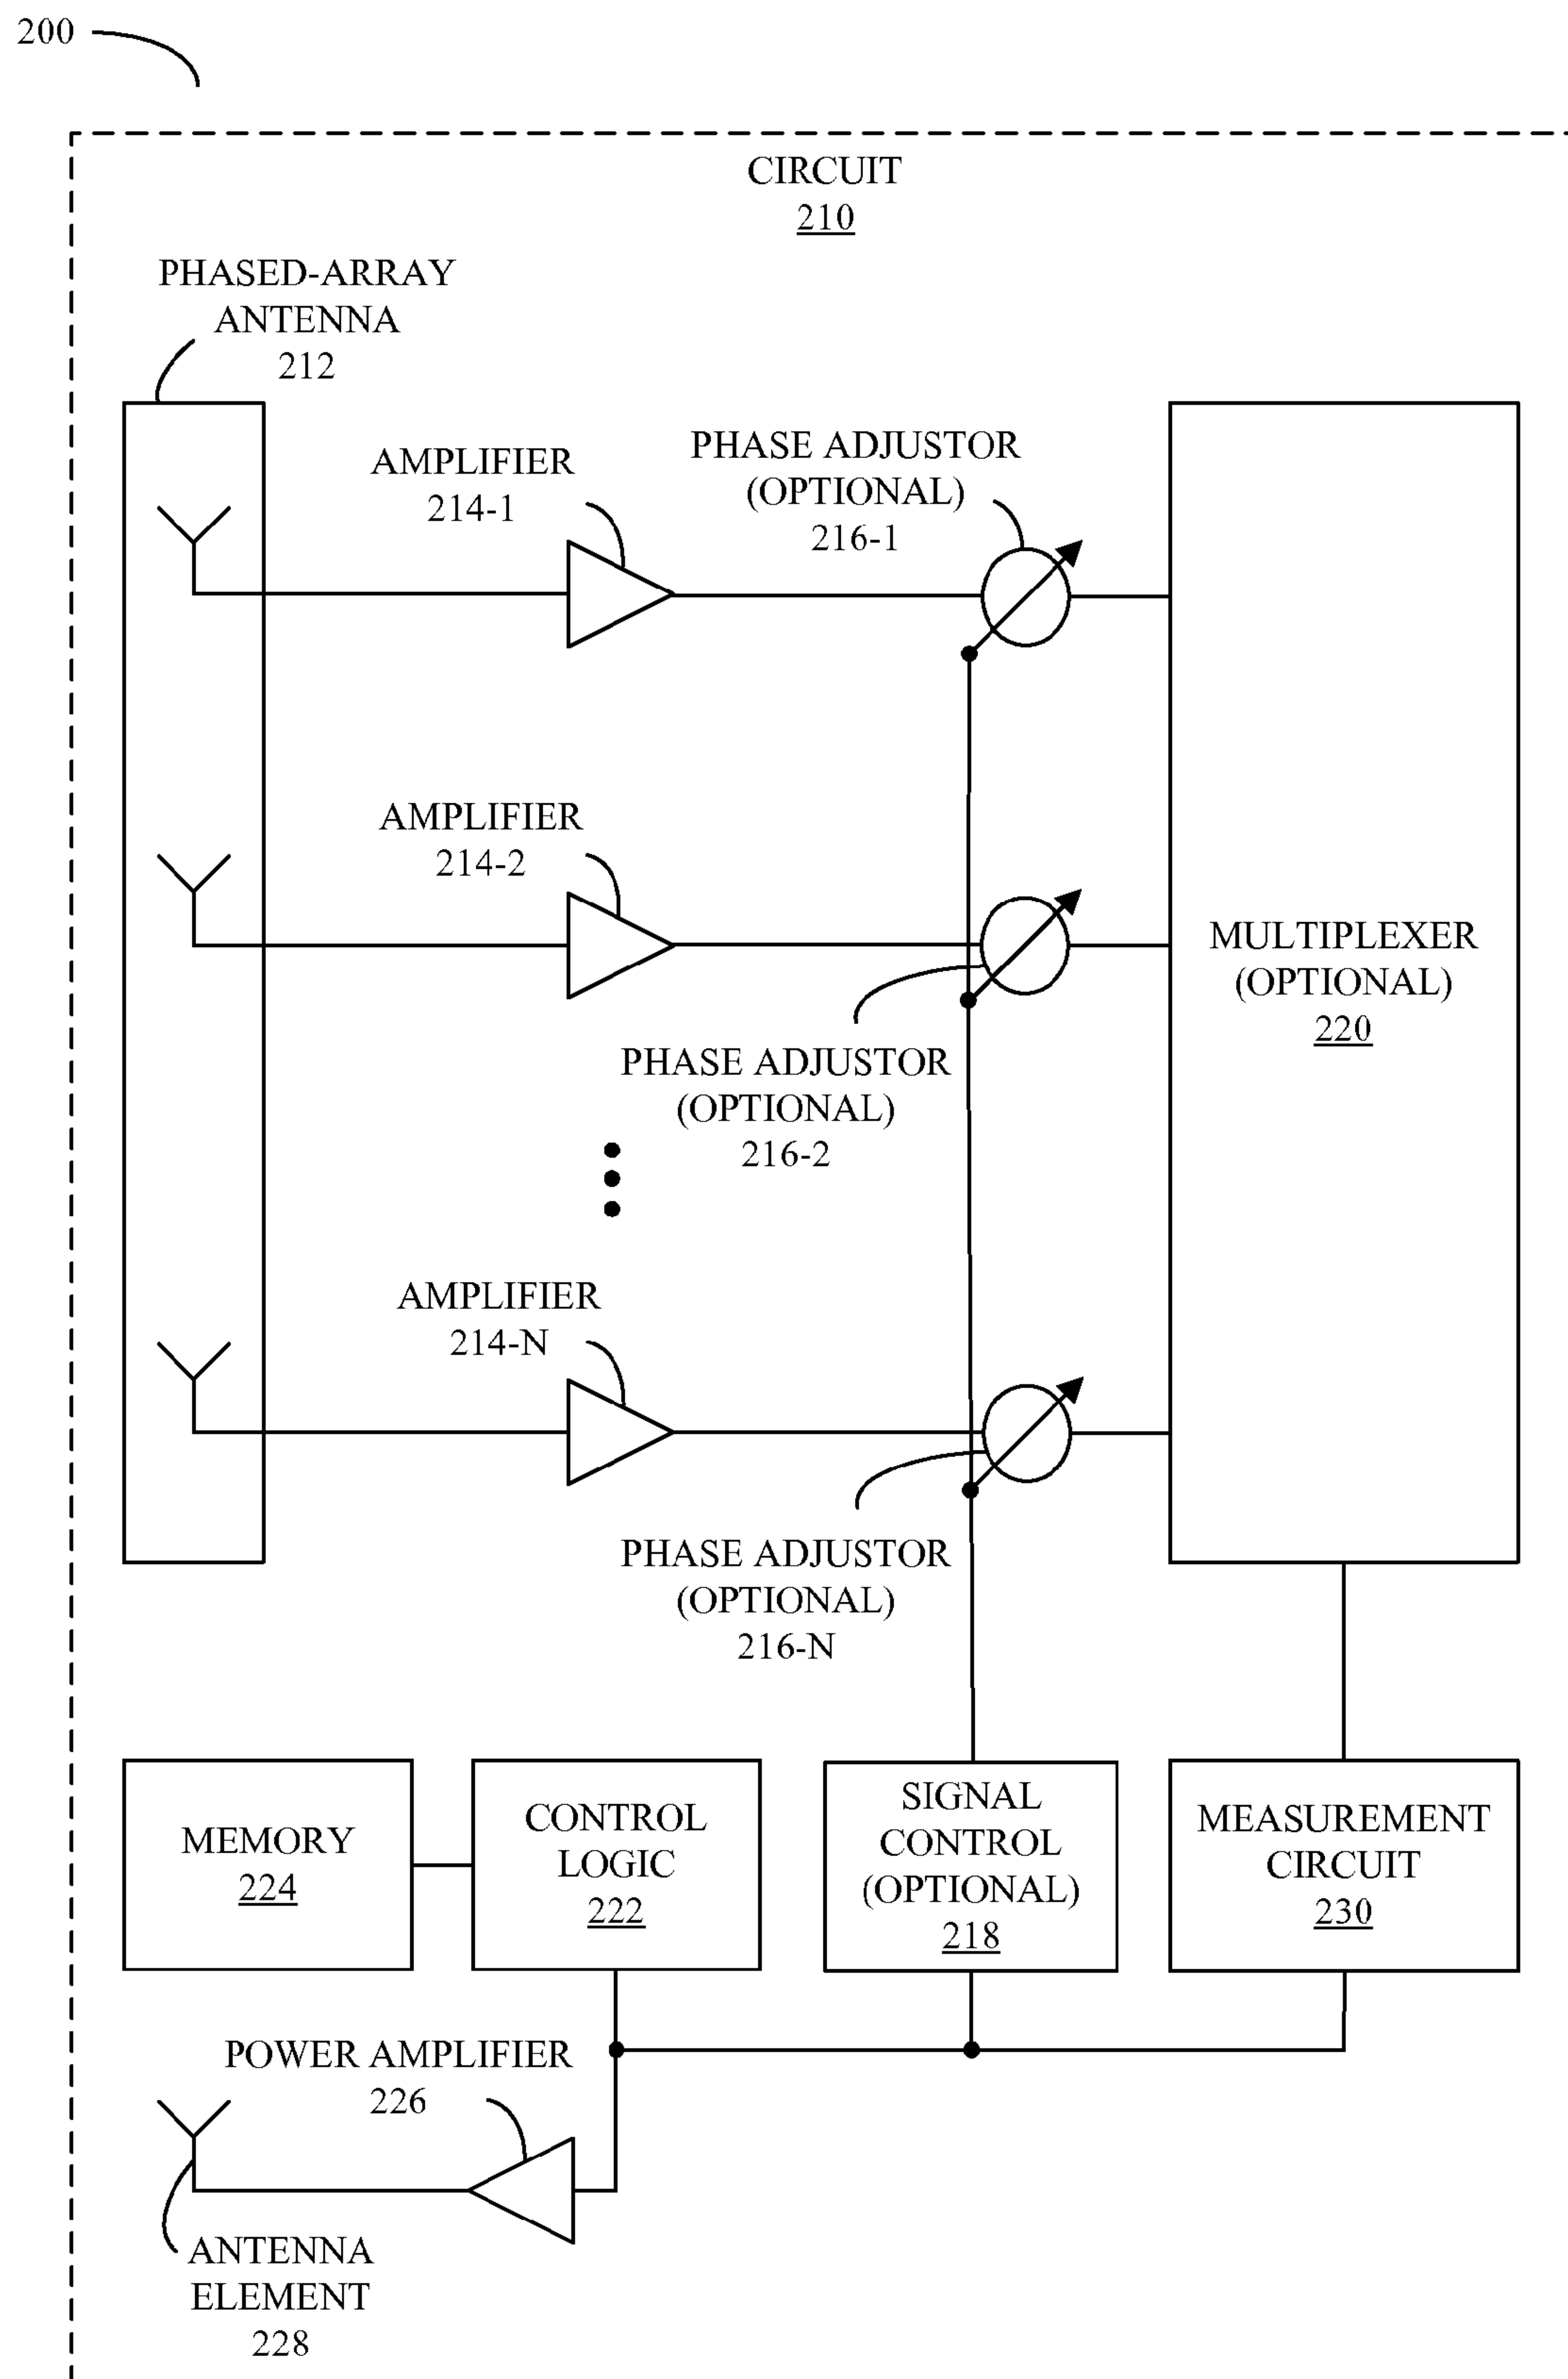 200
CIRCUIT
210
PHASED-ARRAY
ANTENNA
212
AMPLIFIER
214-1
PHASE ADJUSTOR
(OPTIONAL)
216-1
AMPLIFIER
214-2
PHASE ADJUSTOR
(OPTIONAL)
216-2
MULTIPLEXER
(OPTIONAL)
220
AMPLIFIER
214-N
PHASE ADJUSTOR
(OPTIONAL)
216-N
MEMORY
224
CONTROL
LOGIC
222
SIGNAL
CONTROL
(OPTIONAL)
218
MEASUREMENT
CIRCUIT
230
POWER AMPLIFIER
226
ANTENNA
ELEMENT
228